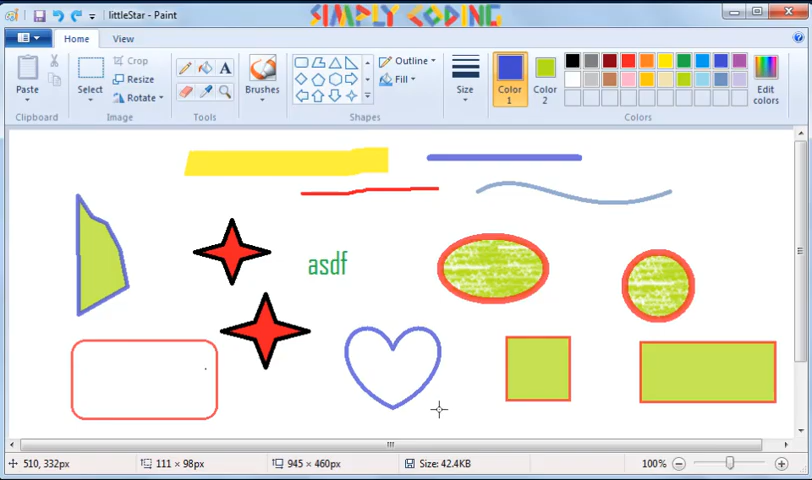 SIMPLY CODING
littleStar - Paint
Home View
Paste
Select
Crop
Resize
Rotate
A
Brushes
Outline
Fill
Size
Color
1
Color
2
Edit
colors
Clipboard Image Tools Shapes Colors
asdf
510, 332px 111 × 98px 945 × 460px Size: 42.4KB 100%